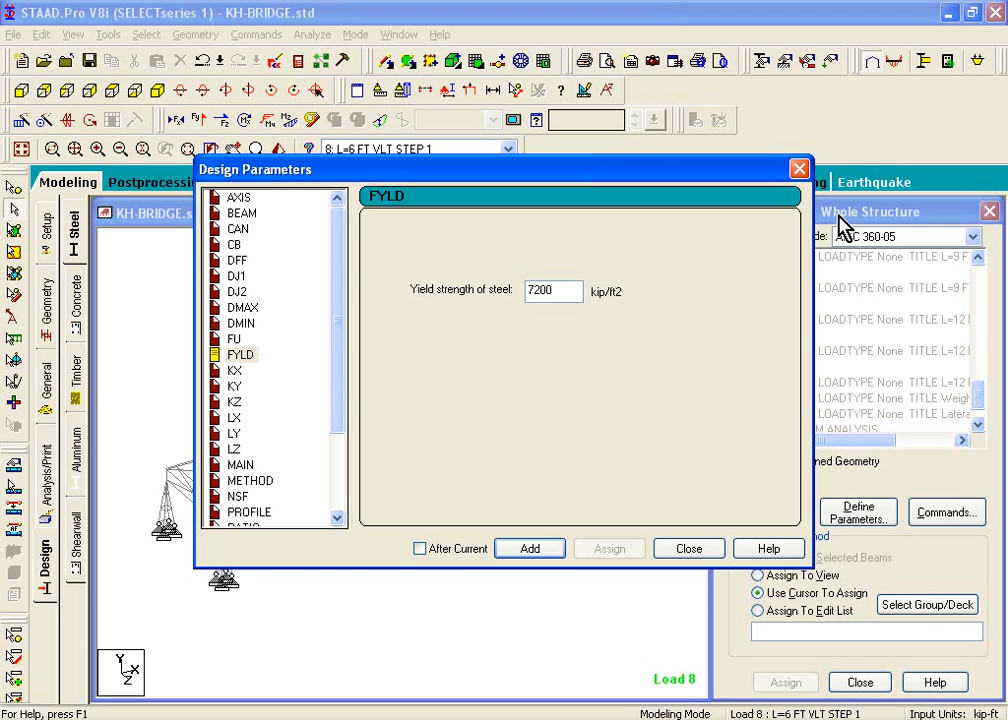 STAAD.Pro V8i (SELECTseries 1) - KH-BRIDGE.std
File Edit View Tools Select Geometry Commands Analyze Mode Window Help
8: L=6 FT VLT STEP 1
Modeling Postprocessing Earthquake
KH-BRIDGE.s
Whole Structure
Setup
Geometry
General
Analysis/Print
Design
Steel
Concrete
Timber
Aluminum
Shearwall
Design Parameters
AXIS
BEAM
CAN
CB
DFF
DJ1
DJ2
DMAX
DMIN
FU
FYLD
KX
KY
KZ
LX
LY
LZ
MAIN
METHOD
NSF
PROFILE
FYLD
Yield strength of steel: 7200 kip/ft2
After Current Add Assign Close Help
de: 360-05
LOADTYPE None TITLE L=9 F
LOADTYPE None TITLE L=9 F
LOADTYPE None TITLE L=12
LOADTYPE None TITLE L=12
LOADTYPE None TITLE L=12
LOADTYPE None TITLE Weigh
LOADTYPE None TITLE Lateral
M ANALYSIS
ned Geometry
Define Parameters.. Commands...
Selected Beams
Assign To View
Use Cursor To Assign
Assign To Edit List
Select Group/Deck
Assign Close Help
Y
X
Z
Load 8
For Help, press F1 Modeling Mode Load 8 : L=6 FT VLT STEP 1 Input Units: kip-ft